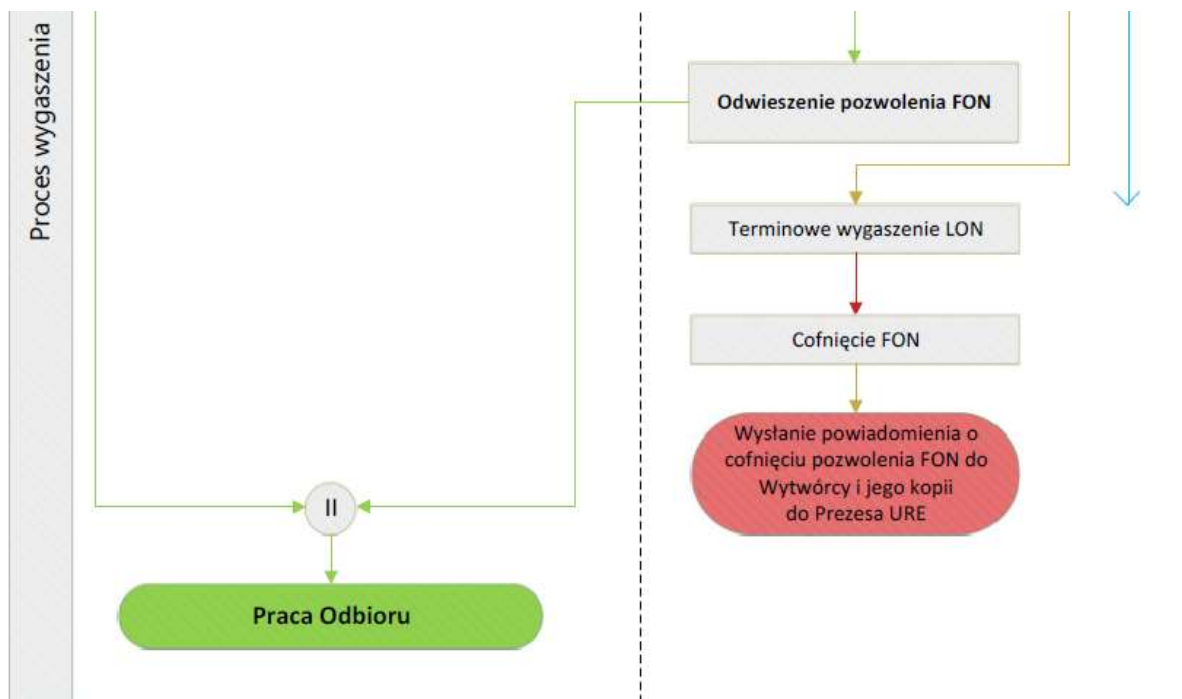 Proces wygaszenia
Odwieszenie pozwolenia FON
Terminowe wygaszenie LON
Cofnięcie FON
Wysłanie powiadomienia o
cofnięciu pozwolenia FON do
Wytwórcy i jego kopii
do Prezesa URE
II
Praca Odbioru